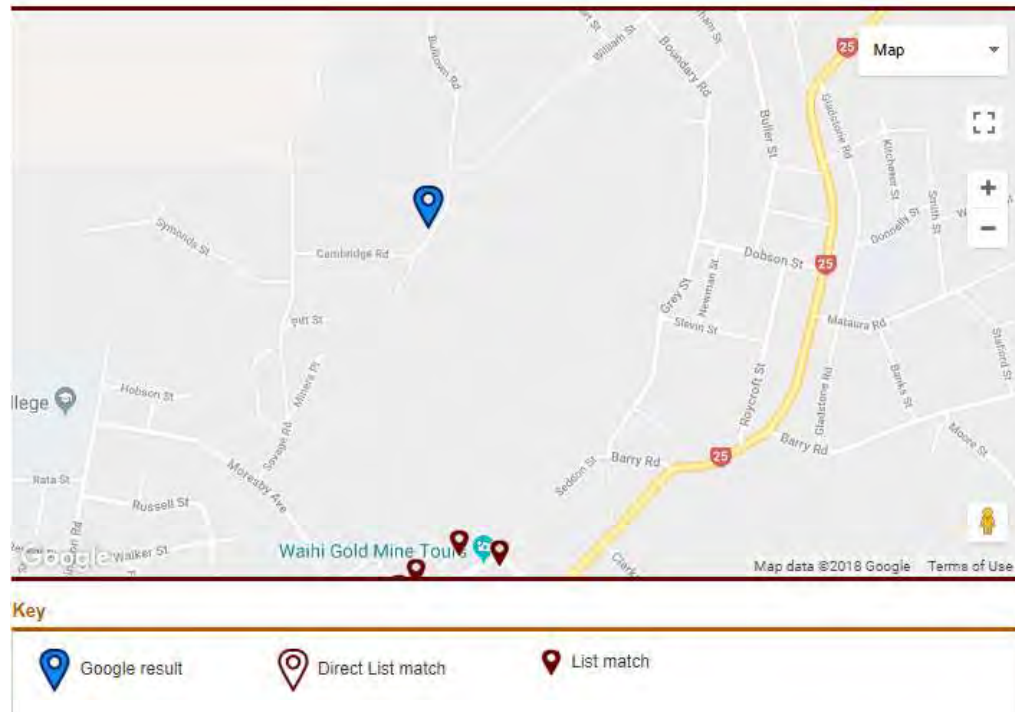 William St
Bulltown Rd
Boundary Rd
25
Map
Buller St
Gladstone Rd
Kitchener St
Smith St
+
−
Donnelly St
Symonds St
Cambridge Rd
Dobson St
25
Grey St
Newman St
Pitt St
Slevin St
Mataura Rd
Stafford St
Miners Pl
Hobson St
llege
Savage Rd
Roycroft St
Gladstone Rd
Banks St
Moore St
Moresby Ave
Seddon St
Barry Rd
25
Barry Rd
Rata St
Russell St
Walker St
Google
Waihi Gold Mine Tours
Map data ©2018 Google Terms of Use
Key
Google result
Direct List match
List match